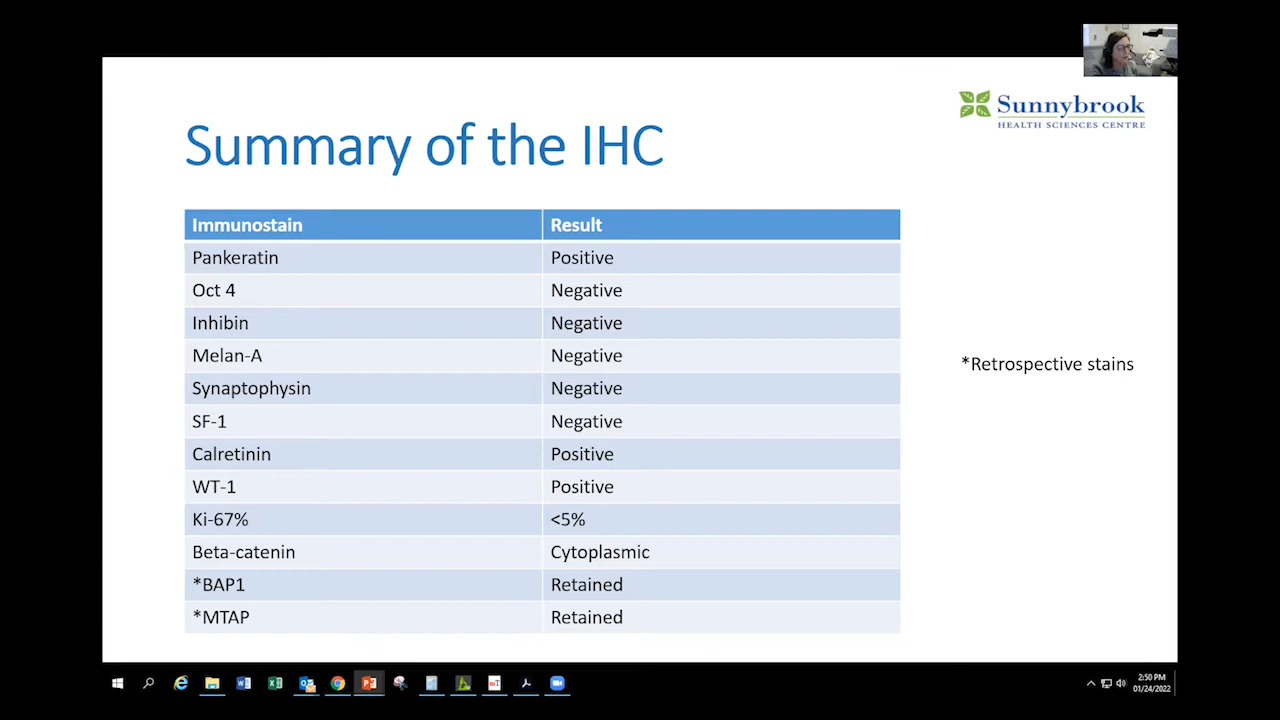 Sunnybrook
HEALTH SCIENCES CENTRE
Summary of the IHC
Immunostain Result
Pankeratin Positive
Oct 4 Negative
Inhibin Negative
Melan-A Negative
Synaptophysin Negative
SF-1 Negative
Calretinin Positive
WT-1 Positive
Ki-67% <5%
Beta-catenin Cytoplasmic
*BAP1 Retained
*MTAP Retained
*Retrospective stains
2:50 PM
01/24/2022